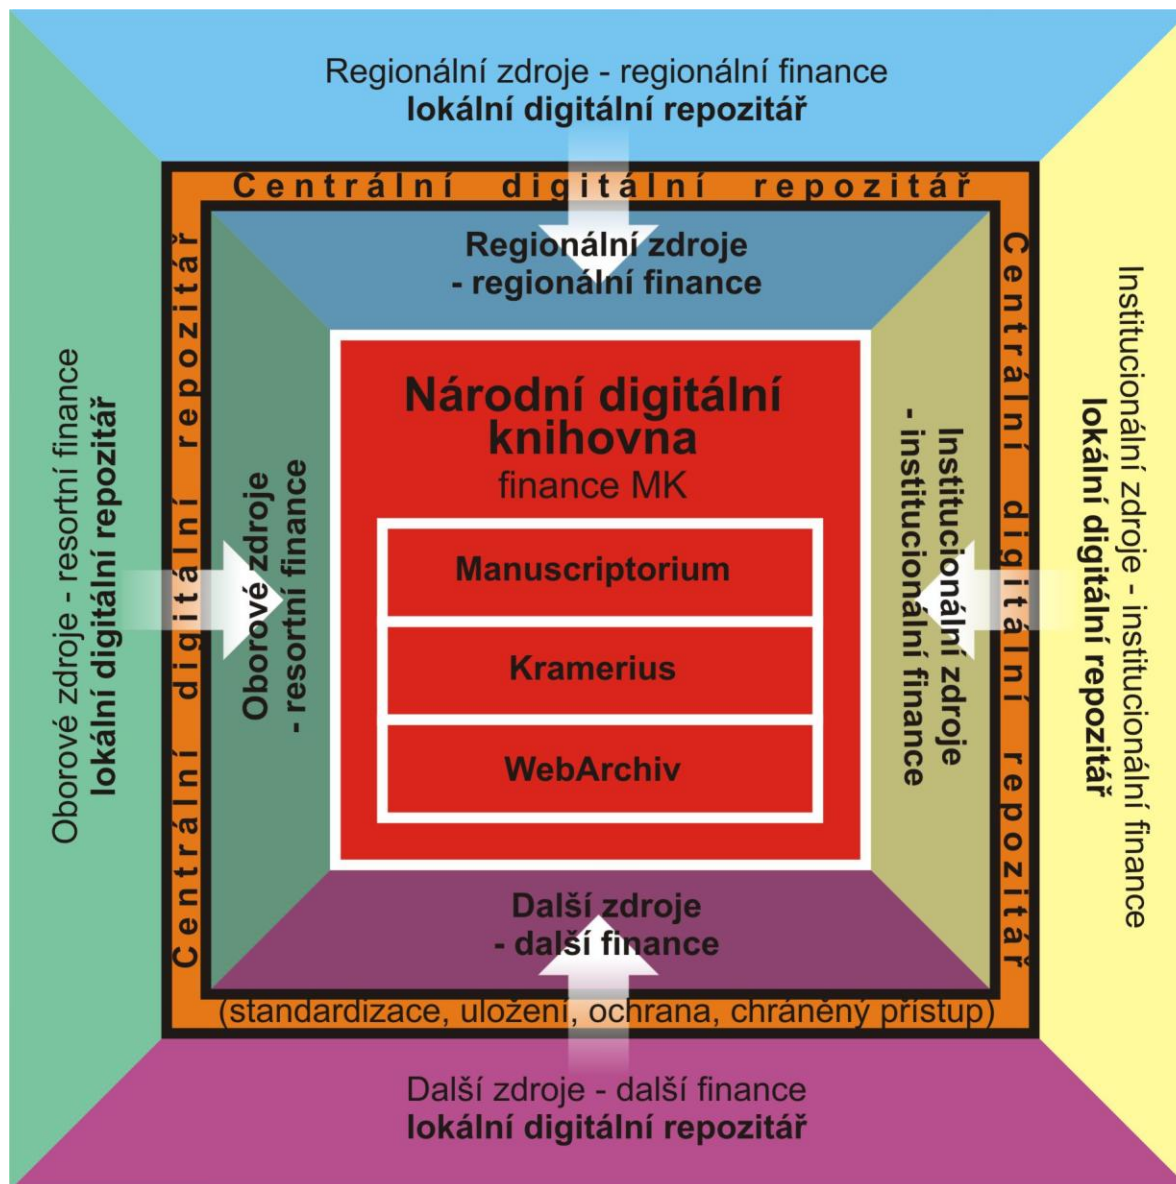 Regionální zdroje - regionální finance
lokální digitální repozitář
Centrální digitální repozitář
Regionální zdroje
- regionální finance
Oborové zdroje - resortní finance
lokální digitální repozitář
Centrální digitální repozitář
Oborové zdroje
- resortní finance
Národní digitální
knihovna
finance MK
Manuscriptorium
Kramerius
WebArchiv
Institucionální zdroje
- institucionální finance
Centrální digitální repozitář
Institucionální zdroje - institucionální finance
lokální digitální repozitář
Další zdroje
- další finance
(standardizace, uložení, ochrana, chráněný přístup)
Další zdroje - další finance
lokální digitální repozitář